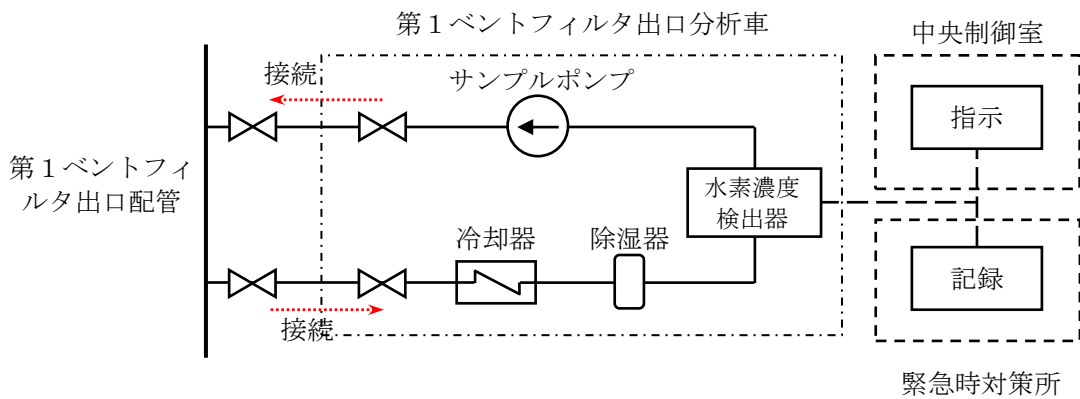 第１ベントフィルタ出口分析車
中央制御室
接続
サンプルポンプ
指示
第１ベントフィ
ルタ出口配管
水素濃度
検出器
冷却器
除湿器
記録
接続
緊急時対策所